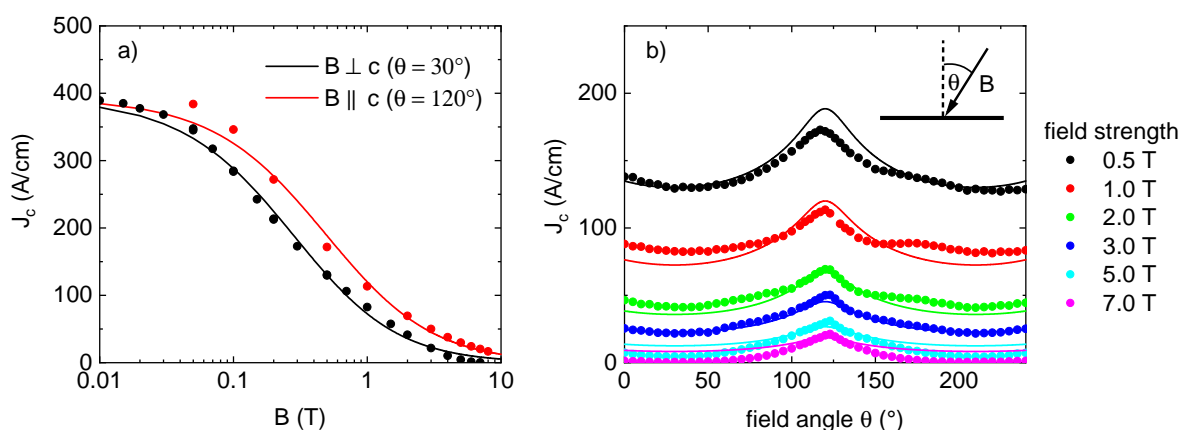 a)
B ⊥ c (θ = 30°)
B ∥ c (θ = 120°)
500
400
300
200
100
0
J_c (A/cm)
0.01 0.1 1 10
B (T)
b)
θ B
200
100
0
J_c (A/cm)
0 50 100 150 200
field angle θ (°)
field strength
0.5 T
1.0 T
2.0 T
3.0 T
5.0 T
7.0 T